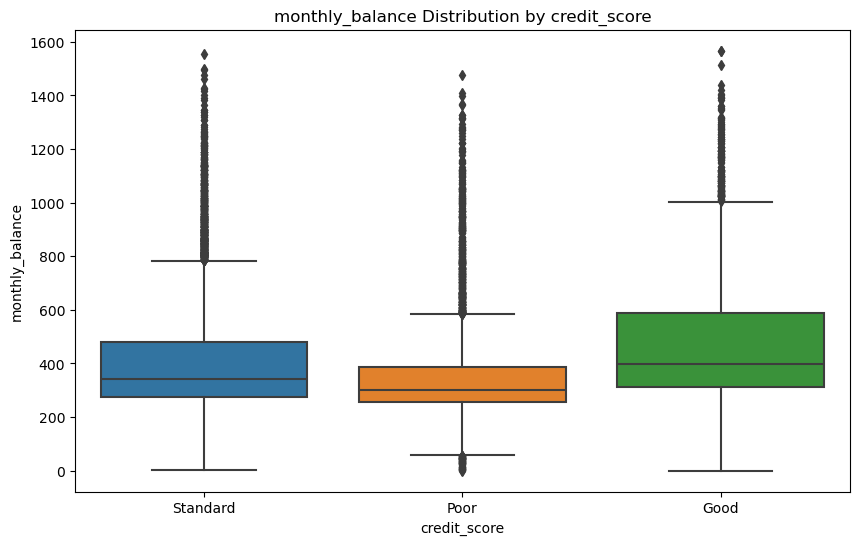 monthly_balance Distribution by credit_score
1600
1400
1200
1000
800
600
400
200
0
monthly_balance
Standard Poor Good
credit_score